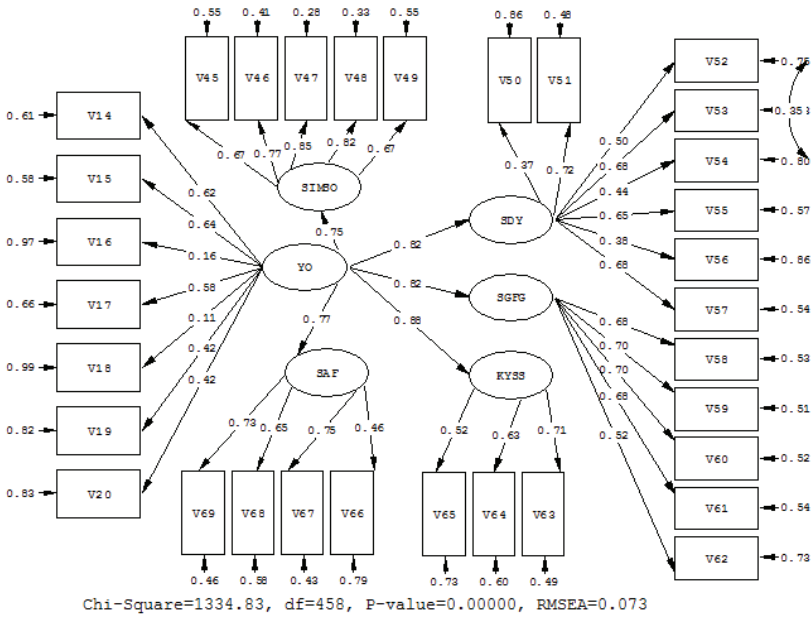 0.55 0.41 0.28 0.33 0.55
V45 V46 V47 V48 V49
0.67 0.77 0.85 0.82 0.67
SIMSO
0.86 0.48
V50 V51
0.37 0.72
SDY
0.61 V14
0.58 V15
0.97 V16
0.66 V17
0.99 V18
0.82 V19
0.83 V20
0.62
0.64
0.16
0.58
0.11
0.42
0.42
YO
0.75
0.82
0.82
0.88
0.77
SGFG
KYSS
SAF
0.50
0.68
0.44
0.65
0.38
0.68
V52
V53
V54 0.80
V55 0.57
V56 0.86
V57 0.54
V58 0.53
V59 0.51
V60 0.52
V61 0.54
V62 0.73
0.68
0.70
0.70
0.68
0.52
0.73 0.65 0.75 0.46
V69 V68 V67 V66
0.46 0.58 0.43 0.79
0.52 0.63 0.71
V65 V64 V63
0.73 0.60 0.49
Chi-Square=1334.83, df=458, P-value=0.00000, RMSEA=0.073